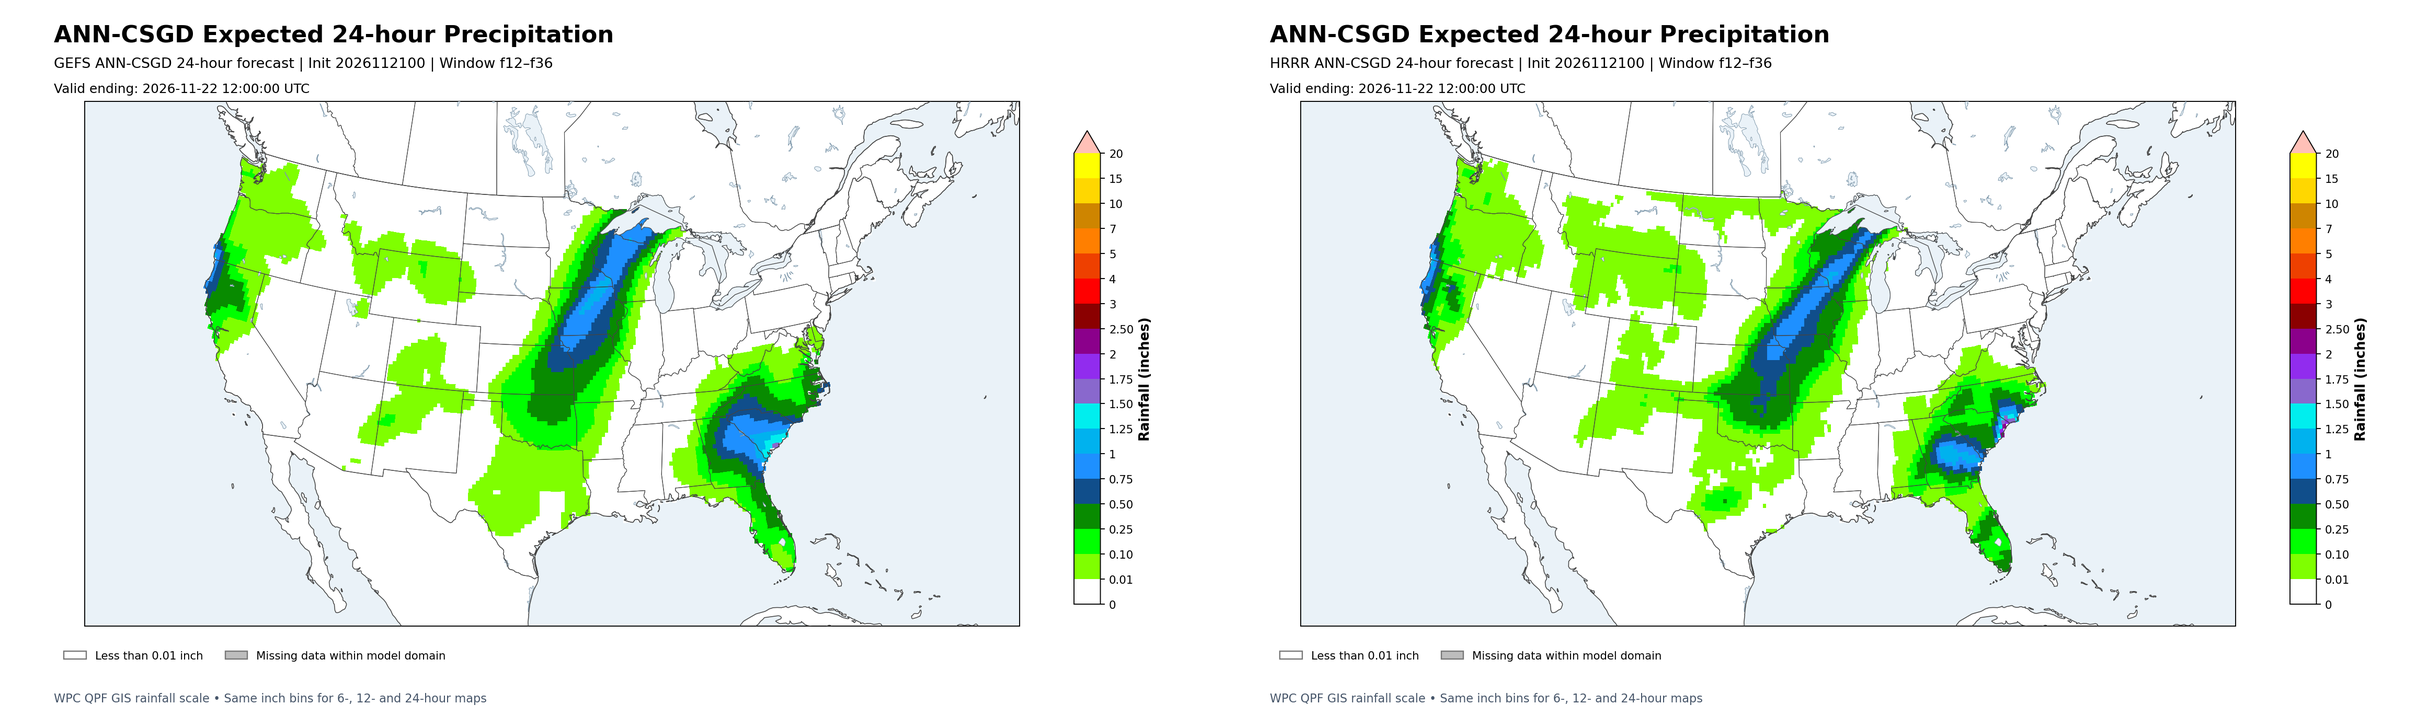 ANN-CSGD Expected 24-hour Precipitation
GEFS ANN-CSGD 24-hour forecast | Init 2026112100 | Window f12–f36
Valid ending: 2026-11-22 12:00:00 UTC
20
15
10
7
5
4
3
2.50
2
1.75
1.50
1.25
1
0.75
0.50
0.25
0.10
0.01
0
Rainfall (inches)
Less than 0.01 inch
Missing data within model domain
WPC QPF GIS rainfall scale • Same inch bins for 6-, 12- and 24-hour maps
ANN-CSGD Expected 24-hour Precipitation
HRRR ANN-CSGD 24-hour forecast | Init 2026112100 | Window f12–f36
Valid ending: 2026-11-22 12:00:00 UTC
20
15
10
7
5
4
3
2.50
2
1.75
1.50
1.25
1
0.75
0.50
0.25
0.10
0.01
0
Rainfall (inches)
Less than 0.01 inch
Missing data within model domain
WPC QPF GIS rainfall scale • Same inch bins for 6-, 12- and 24-hour maps